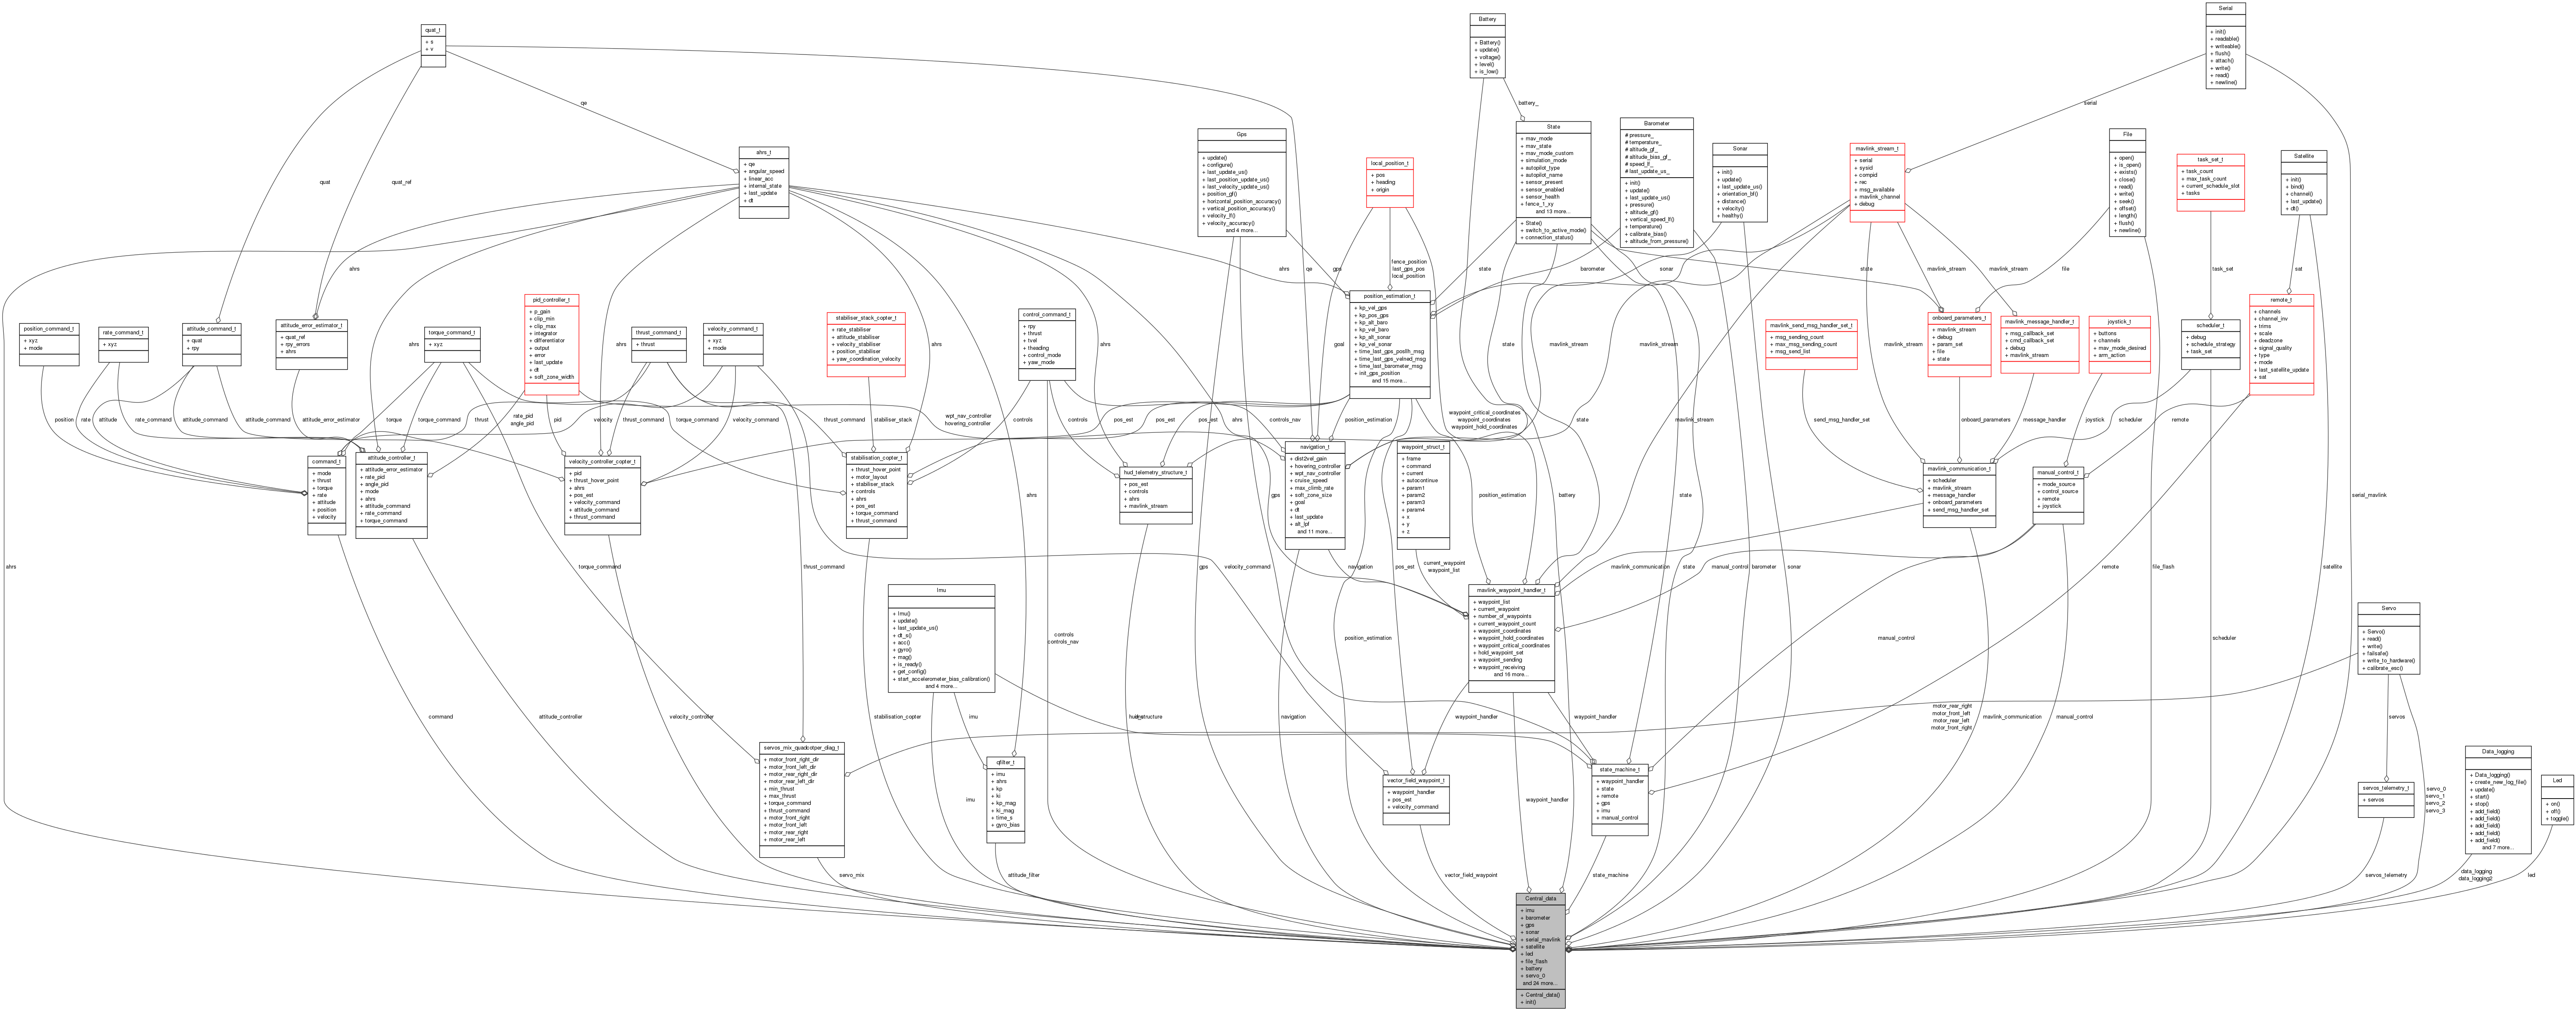 Serial
+ init()
+ readable()
+ writeable()
+ flush()
+ attach()
+ write()
+ read()
+ newline()
Battery
+ Battery()
+ update()
+ voltage()
+ level()
+ is_low()
quat_t
+ s
+ v
qe
battery_
serial
State
+ mav_mode
+ mav_state
+ mav_mode_custom
+ simulation_mode
+ autopilot_type
+ autopilot_name
+ sensor_present
+ sensor_enabled
+ sensor_health
+ fence_1_xy
and 13 more...
+ State()
+ switch_to_active_mode()
+ connection_status()
Barometer
# pressure_
# temperature_
# altitude_gf_
# altitude_bias_gf_
# speed_lf_
# last_update_us_
+ init()
+ update()
+ last_update_us()
+ pressure()
+ altitude_gf()
+ vertical_speed_lf()
+ temperature()
+ calibrate_bias()
+ altitude_from_pressure()
Gps
+ update()
+ configure()
+ last_update_us()
+ last_position_update_us()
+ last_velocity_update_us()
+ position_gf()
+ horizontal_position_accuracy()
+ vertical_position_accuracy()
+ velocity_lf()
+ velocity_accuracy()
and 4 more...
Sonar
+ init()
+ update()
+ last_update_us()
+ orientation_bf()
+ distance()
+ velocity()
+ healthy()
mavlink_stream_t
+ serial
+ sysid
+ compid
+ rec
+ msg_available
+ mavlink_channel
+ debug
File
+ open()
+ is_open()
+ exists()
+ close()
+ read()
+ write()
+ seek()
+ offset()
+ length()
+ flush()
+ newline()
ahrs_t
+ qe
+ angular_speed
+ linear_acc
+ internal_state
+ last_update
+ dt
local_position_t
+ pos
+ heading
+ origin
task_set_t
+ task_count
+ max_task_count
+ current_schedule_slot
+ tasks
Satellite
+ init()
+ bind()
+ channel()
+ last_update()
+ dt()
quat
quat_ref
ahrs
ahrs
qe
gps
fence_position
last_gps_pos
local_position
state
barometer
sonar
state
mavlink_stream
mavlink_stream
file
task_set
sat
position_command_t
+ xyz
+ mode
rate_command_t
+ xyz
attitude_command_t
+ quat
+ rpy
attitude_error_estimator_t
+ quat_ref
+ rpy_errors
+ ahrs
torque_command_t
+ xyz
pid_controller_t
+ p_gain
+ clip_min
+ clip_max
+ integrator
+ differentiator
+ output
+ error
+ last_update
+ dt
+ soft_zone_width
thrust_command_t
+ thrust
velocity_command_t
+ xyz
+ mode
stabiliser_stack_copter_t
+ rate_stabiliser
+ attitude_stabiliser
+ velocity_stabiliser
+ position_stabiliser
+ yaw_coordination_velocity
control_command_t
+ rpy
+ thrust
+ tvel
+ theading
+ control_mode
+ yaw_mode
position_estimation_t
+ kp_vel_gps
+ kp_pos_gps
+ kp_alt_baro
+ kp_vel_baro
+ kp_alt_sonar
+ kp_vel_sonar
+ time_last_gps_posllh_msg
+ time_last_gps_velned_msg
+ time_last_barometer_msg
+ init_gps_position
and 15 more...
mavlink_send_msg_handler_set_t
+ msg_sending_count
+ max_msg_sending_count
+ msg_send_list
onboard_parameters_t
+ mavlink_stream
+ debug
+ param_set
+ file
+ state
mavlink_message_handler_t
+ msg_callback_set
+ cmd_callback_set
+ debug
+ mavlink_stream
joystick_t
+ buttons
+ channels
+ mav_mode_desired
+ arm_action
scheduler_t
+ debug
+ schedule_strategy
+ task_set
remote_t
+ channels
+ channel_inv
+ trims
+ scale
+ deadzone
+ signal_quality
+ type
+ mode
+ last_satellite_update
+ sat
ahrs
ahrs
ahrs
ahrs
goal
state
mavlink_stream
mavlink_stream
mavlink_stream
position
rate
attitude
rate_command
attitude_command
attitude_command
attitude_error_estimator
torque
torque_command
thrust
rate_pid
angle_pid
pid
velocity
thrust_command
torque_command
velocity_command
thrust_command
stabiliser_stack
wpt_nav_controller
hovering_controller
controls
controls
pos_est
pos_est
pos_est
ahrs
controls_nav
position_estimation
waypoint_critical_coordinates
waypoint_coordinates
waypoint_hold_coordinates
state
mavlink_stream
send_msg_handler_set
onboard_parameters
message_handler
scheduler
joystick
remote
command_t
+ mode
+ thrust
+ torque
+ rate
+ attitude
+ position
+ velocity
attitude_controller_t
+ attitude_error_estimator
+ rate_pid
+ angle_pid
+ mode
+ ahrs
+ attitude_command
+ rate_command
+ torque_command
velocity_controller_copter_t
+ pid
+ thrust_hover_point
+ ahrs
+ pos_est
+ velocity_command
+ attitude_command
+ thrust_command
stabilisation_copter_t
+ thrust_hover_point
+ motor_layout
+ stabiliser_stack
+ controls
+ ahrs
+ pos_est
+ torque_command
+ thrust_command
hud_telemetry_structure_t
+ pos_est
+ controls
+ ahrs
+ mavlink_stream
navigation_t
+ dist2vel_gain
+ hovering_controller
+ wpt_nav_controller
+ cruise_speed
+ max_climb_rate
+ soft_zone_size
+ goal
+ dt
+ last_update
+ alt_lpf
and 11 more...
waypoint_struct_t
+ frame
+ command
+ current
+ autocontinue
+ param1
+ param2
+ param3
+ param4
+ x
+ y
+ z
mavlink_communication_t
+ scheduler
+ mavlink_stream
+ message_handler
+ onboard_parameters
+ send_msg_handler_set
manual_control_t
+ mode_source
+ control_source
+ remote
+ joystick
ahrs
gps
position_estimation
battery
state
serial_mavlink
ahrs
torque_command
thrust_command
gps
velocity_command
navigation
pos_est
current_waypoint
waypoint_list
mavlink_communication
state
manual_control
barometer
sonar
remote
file_flash
satellite
Imu
+ Imu()
+ update()
+ last_update_us()
+ dt_s()
+ acc()
+ gyro()
+ mag()
+ is_ready()
+ get_config()
+ start_accelerometer_bias_calibration()
and 4 more...
mavlink_waypoint_handler_t
+ waypoint_list
+ current_waypoint
+ number_of_waypoints
+ current_waypoint_count
+ waypoint_coordinates
+ waypoint_hold_coordinates
+ waypoint_critical_coordinates
+ hold_waypoint_set
+ waypoint_sending
+ waypoint_receiving
and 16 more...
Servo
+ Servo()
+ read()
+ write()
+ failsafe()
+ write_to_hardware()
+ calibrate_esc()
controls
controls_nav
position_estimation
manual_control
scheduler
command
attitude_controller
velocity_controller
stabilisation_copter
imu
hud_structure
navigation
waypoint_handler
waypoint_handler
motor_rear_right
motor_front_left
motor_rear_left
motor_front_right
mavlink_communication
manual_control
servos
servos_mix_quadcotper_diag_t
+ motor_front_right_dir
+ motor_front_left_dir
+ motor_rear_right_dir
+ motor_rear_left_dir
+ min_thrust
+ max_thrust
+ torque_command
+ thrust_command
+ motor_front_right
+ motor_front_left
+ motor_rear_right
+ motor_rear_left
qfilter_t
+ imu
+ ahrs
+ kp
+ ki
+ kp_mag
+ ki_mag
+ time_s
+ gyro_bias
imu
vector_field_waypoint_t
+ waypoint_handler
+ pos_est
+ velocity_command
waypoint_handler
state_machine_t
+ waypoint_handler
+ state
+ remote
+ gps
+ imu
+ manual_control
servos_telemetry_t
+ servos
servo_0
servo_1
servo_2
servo_3
Data_logging
+ Data_logging()
+ create_new_log_file()
+ update()
+ start()
+ stop()
+ add_field()
+ add_field()
+ add_field()
+ add_field()
+ add_field()
and 7 more...
Led
+ on()
+ off()
+ toggle()
servo_mix
attitude_filter
vector_field_waypoint
state_machine
servos_telemetry
data_logging
data_logging2
led
Central_data
+ imu
+ barometer
+ gps
+ sonar
+ serial_mavlink
+ satellite
+ led
+ file_flash
+ battery
+ servo_0
and 24 more...
+ Central_data()
+ init()